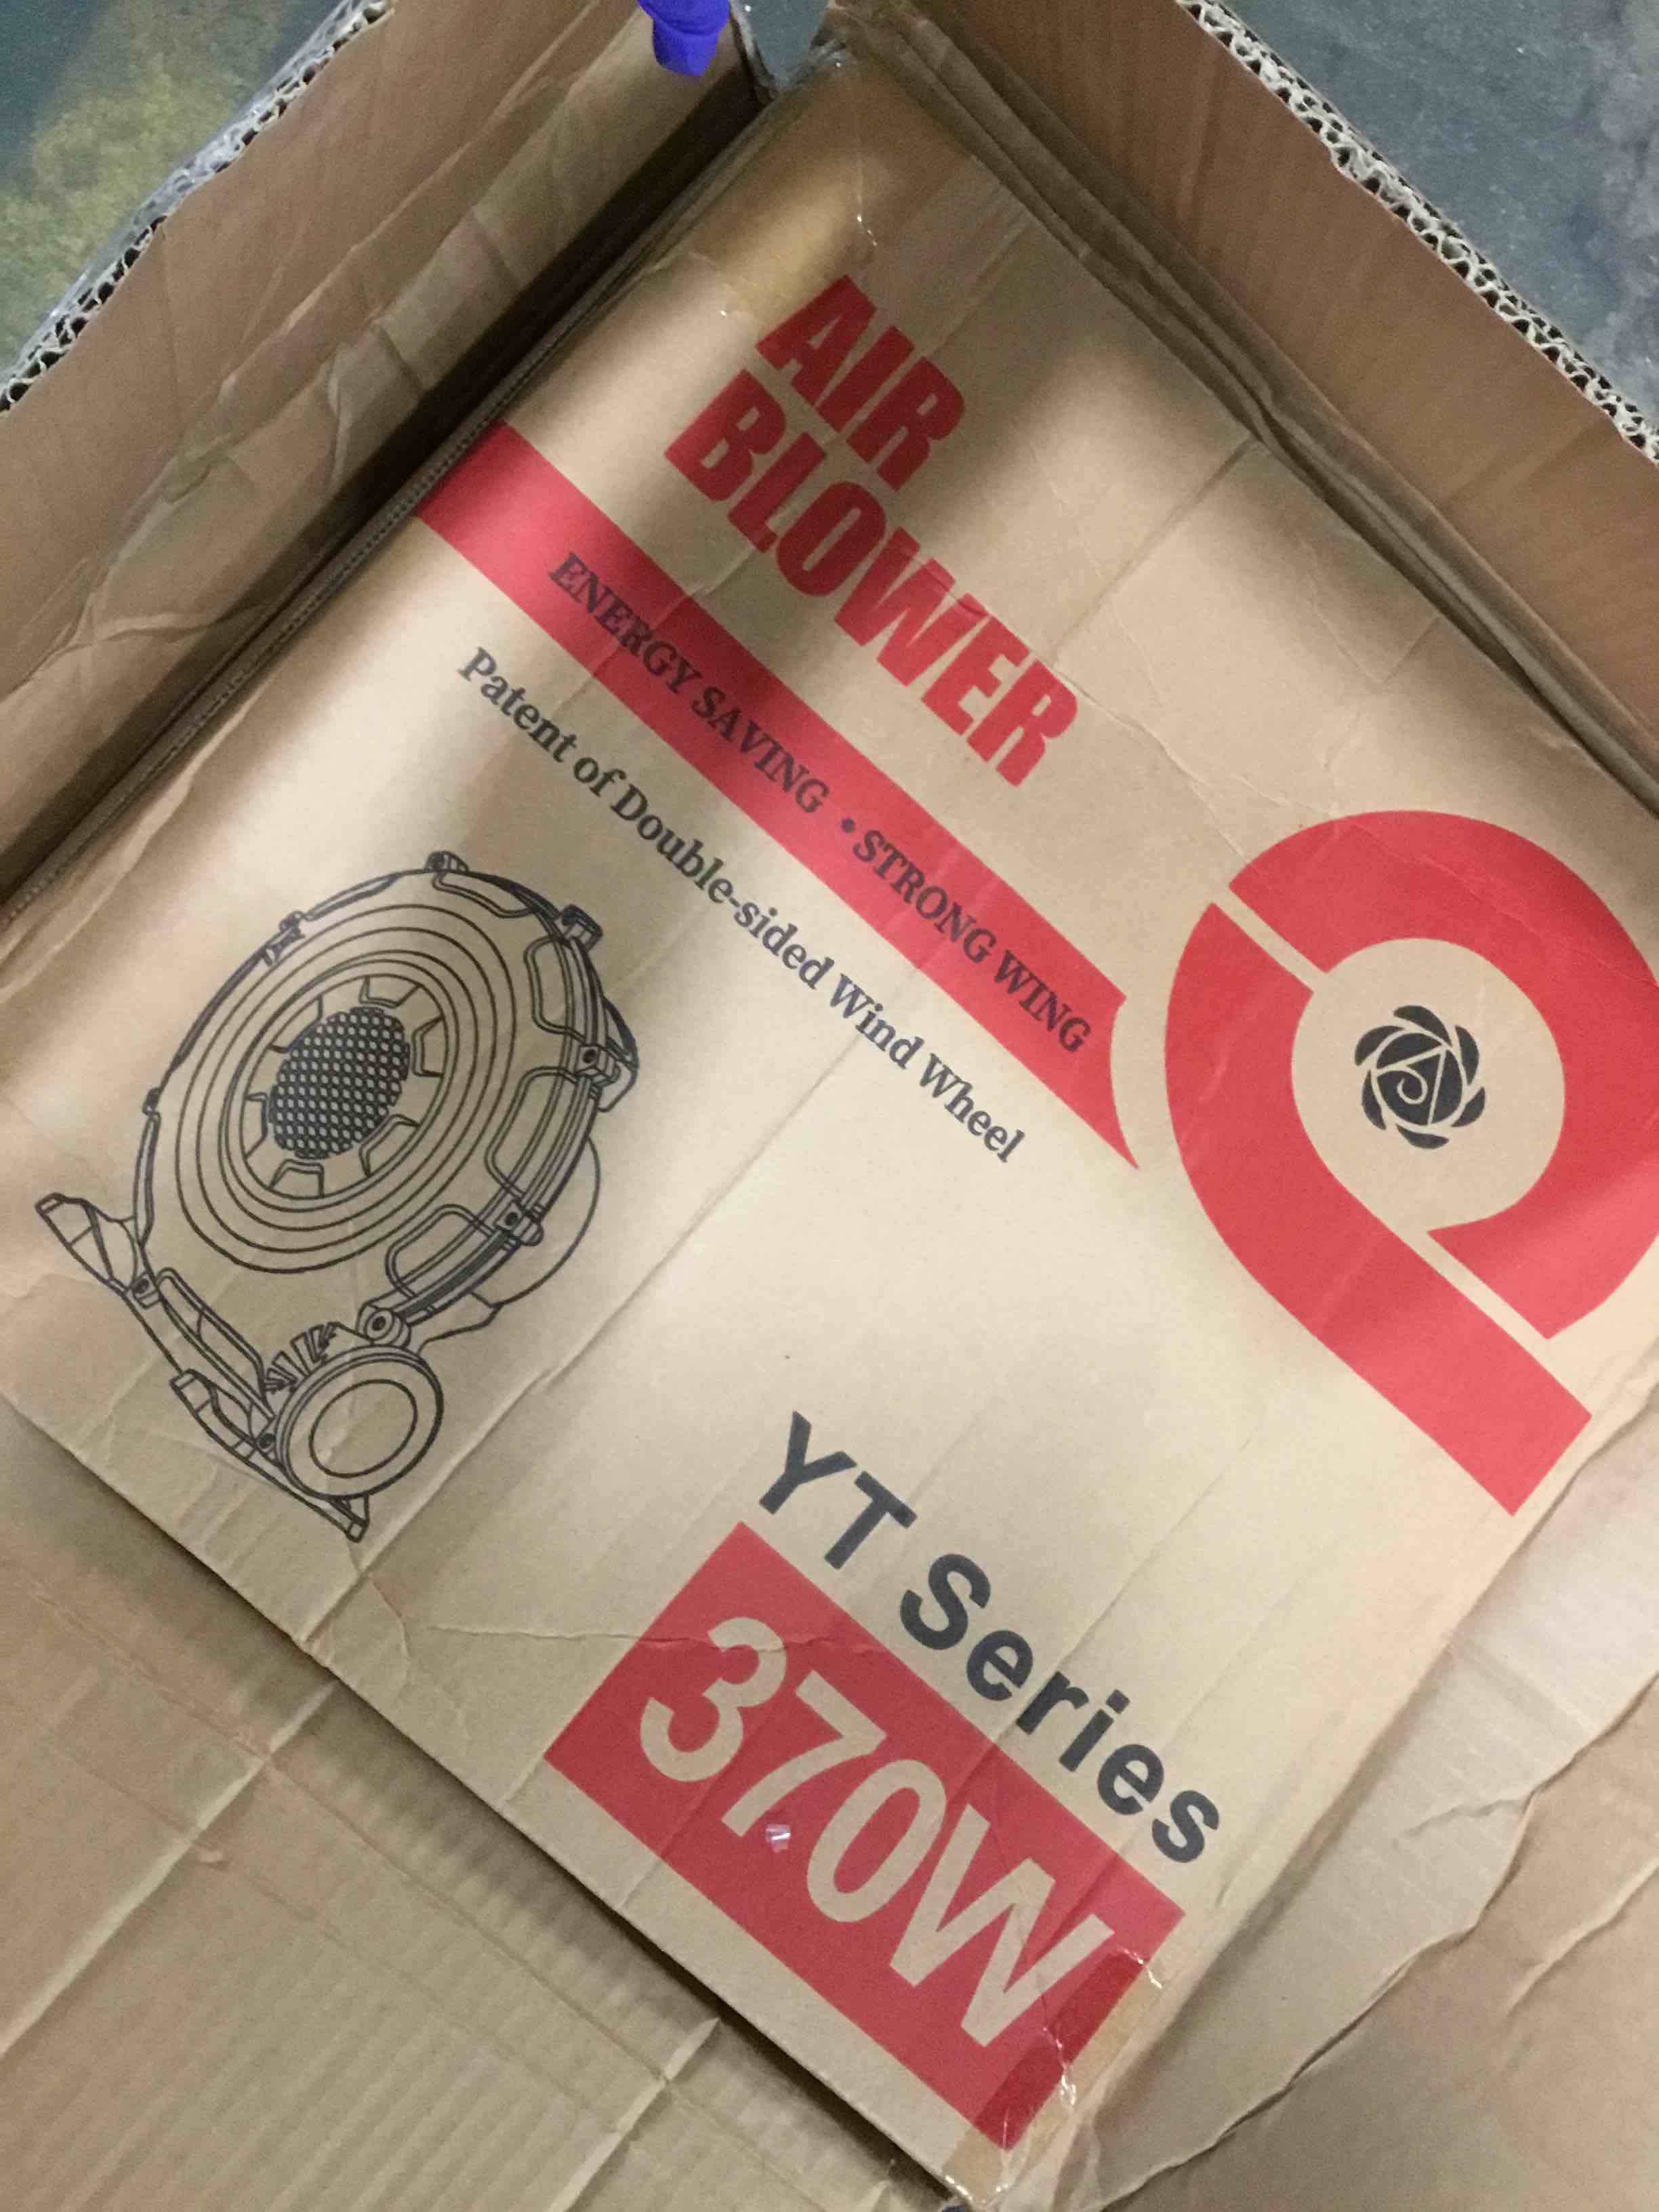 AIR
BLOWER
ENERGY SAVING • STRONG WING
Patent of Double-sided Wind Wheel
YT Series
370W